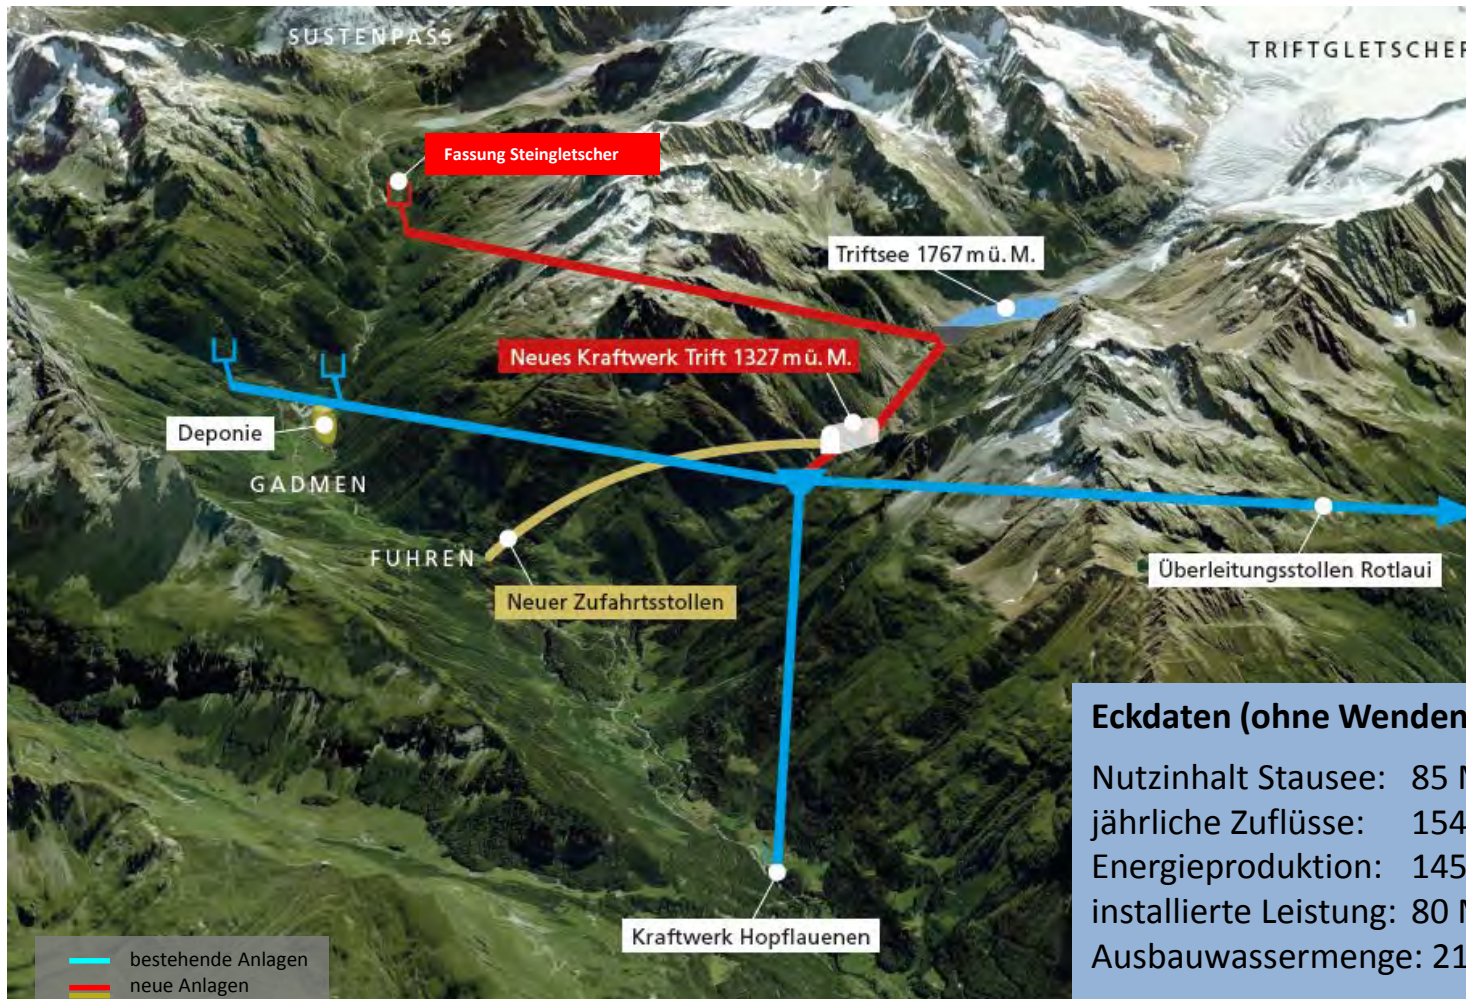 SUSTENPASS
TRIFTGLETSCHER
Fassung Steingletscher
Triftsee 1767 m ü. M.
Neues Kraftwerk Trift 1327 m ü. M.
Deponie
GADMEN
FUHREN
Überleitungsstollen Rotlaui
Neuer Zufahrtsstollen
Kraftwerk Hopflauenen
Eckdaten (ohne Wenden
Nutzinhalt Stausee: 85
jährliche Zuflüsse: 154
Energieproduktion: 145
installierte Leistung: 80
Ausbauwassermenge: 21
bestehende Anlagen
neue Anlagen